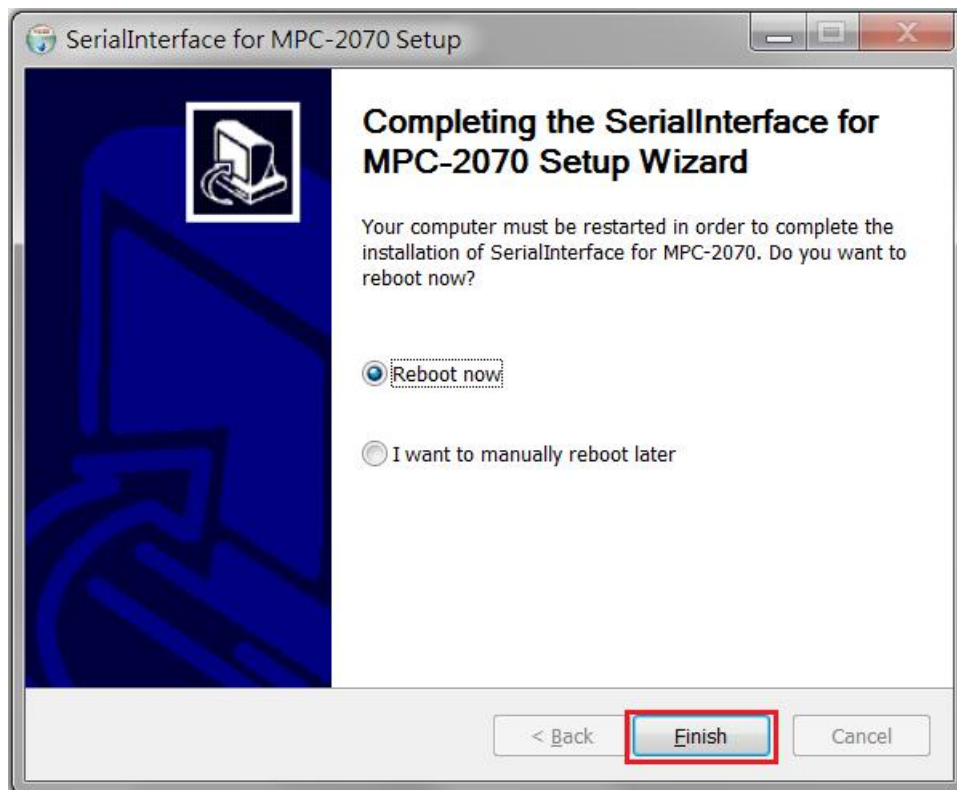 SerialInterface for MPC-2070 Setup
Completing the SerialInterface for
MPC-2070 Setup Wizard
Your computer must be restarted in order to complete the
installation of SerialInterface for MPC-2070. Do you want to
reboot now?
Reboot now
I want to manually reboot later
< Back
Finish
Cancel